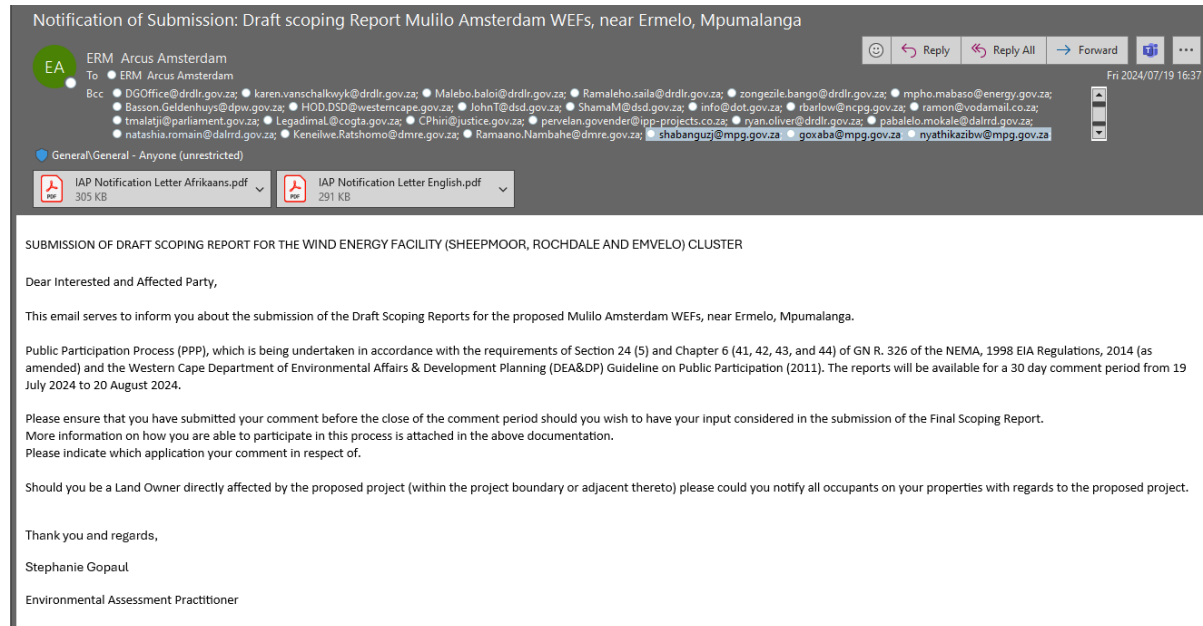 Notification of Submission: Draft scoping Report Mulilo Amsterdam WEFs, near Ermelo, Mpumalanga
EA
ERM Arcus Amsterdam
To ERM Arcus Amsterdam
Reply
Reply All
Forward
Fri 2024/07/19 16:37
Bcc DGOffice@drdlr.gov.za; karen.vanschalkwyk@drdlr.gov.za; Malebo.baloi@drdlr.gov.za; Ramaleho.saila@drdlr.gov.za; zongezile.bango@drdlr.gov.za; mpho.mabaso@energy.gov.za;
Basson.Geldenhuys@dpw.gov.za; HOD.DSD@westerncape.gov.za; JohnT@dsd.gov.za; ShamaM@dsd.gov.za; info@dot.gov.za; rbarlow@ncpg.gov.za; ramon@vodamail.co.za;
tmalatji@parliament.gov.za; LegadimaL@cogta.gov.za; CPhiri@justice.gov.za; pervelan.govender@ipp-projects.co.za; ryan.oliver@drdlr.gov.za; pabalelo.mokale@dalrrd.gov.za;
natashia.romain@dalrrd.gov.za; Keneilwe.Ratshomo@dmre.gov.za; Ramaano.Nambahe@dmre.gov.za; shabanguzj@mpg.gov.za goxaba@mpg.gov.za nyathikazibw@mpg.gov.za
General\General - Anyone (unrestricted)
IAP Notification Letter Afrikaans.pdf
305 KB
IAP Notification Letter English.pdf
291 KB
SUBMISSION OF DRAFT SCOPING REPORT FOR THE WIND ENERGY FACILITY (SHEEPMOOR, ROCHDALE AND EMVELO) CLUSTER
Dear Interested and Affected Party,
This email serves to inform you about the submission of the Draft Scoping Reports for the proposed Mulilo Amsterdam WEFs, near Ermelo, Mpumalanga.
Public Participation Process (PPP), which is being undertaken in accordance with the requirements of Section 24 (5) and Chapter 6 (41, 42, 43, and 44) of GN R. 326 of the NEMA, 1998 EIA Regulations, 2014 (as
amended) and the Western Cape Department of Environmental Affairs & Development Planning (DEA&DP) Guideline on Public Participation (2011). The reports will be available for a 30 day comment period from 19
July 2024 to 20 August 2024.
Please ensure that you have submitted your comment before the close of the comment period should you wish to have your input considered in the submission of the Final Scoping Report.
More information on how you are able to participate in this process is attached in the above documentation.
Please indicate which application your comment in respect of.
Should you be a Land Owner directly affected by the proposed project (within the project boundary or adjacent thereto) please could you notify all occupants on your properties with regards to the proposed project.
Thank you and regards,
Stephanie Gopaul
Environmental Assessment Practitioner